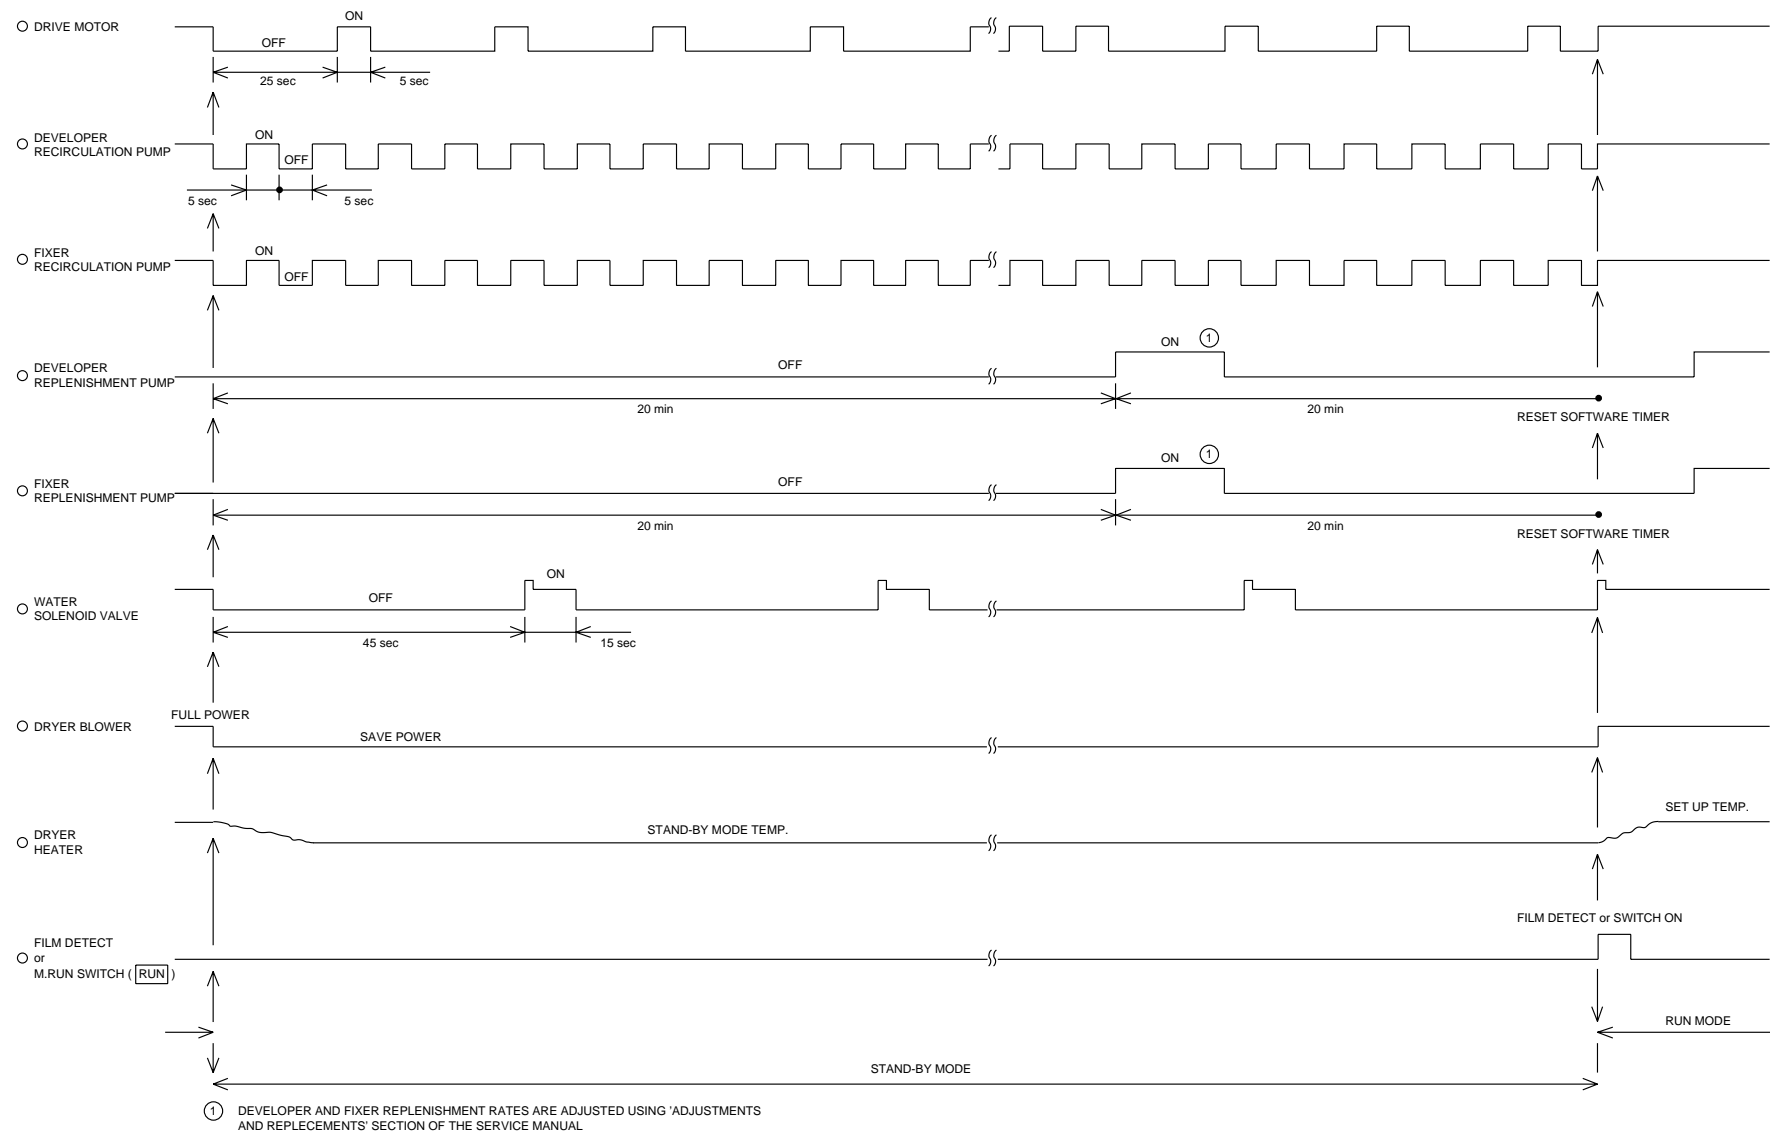 ON
DRIVE MOTOR
OFF
25 sec
5 sec
DEVELOPER
RECIRCULATION PUMP
ON
OFF
5 sec
5 sec
FIXER
RECIRCULATION PUMP
ON
OFF
DEVELOPER
REPLENISHMENT PUMP
OFF
ON
1
20 min
20 min
RESET SOFTWARE TIMER
FIXER
REPLENISHMENT PUMP
OFF
ON
1
20 min
20 min
RESET SOFTWARE TIMER
WATER
SOLENOID VALVE
OFF
ON
45 sec
15 sec
FULL POWER
DRYER BLOWER
SAVE POWER
DRYER
HEATER
STAND-BY MODE TEMP.
SET UP TEMP.
FILM DETECT or SWITCH ON
FILM DETECT
or
M.RUN SWITCH ( RUN )
RUN MODE
STAND-BY MODE
1 DEVELOPER AND FIXER REPLENISHMENT RATES ARE ADJUSTED USING 'ADJUSTMENTS
AND REPLECEMENTS' SECTION OF THE SERVICE MANUAL